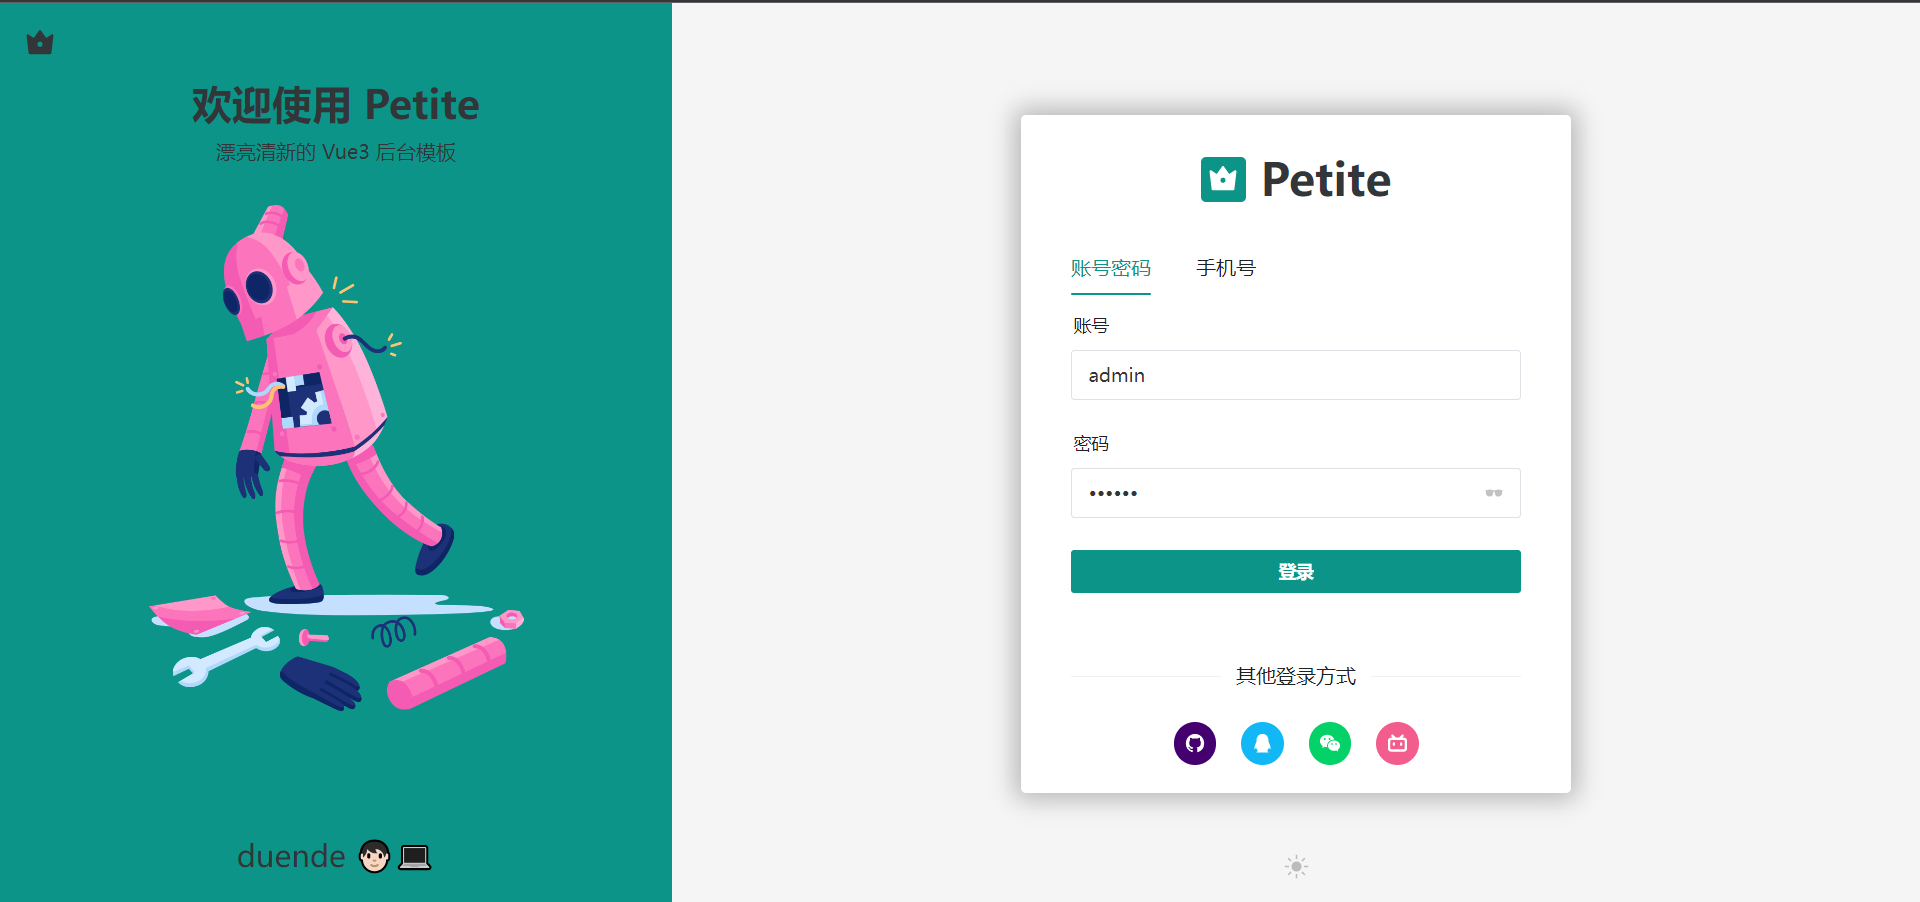 欢迎使用 Petite
漂亮清新的 Vue3 后台模板
duende
Petite
账号密码 手机号
账号
admin
密码
••••••
登录
其他登录方式